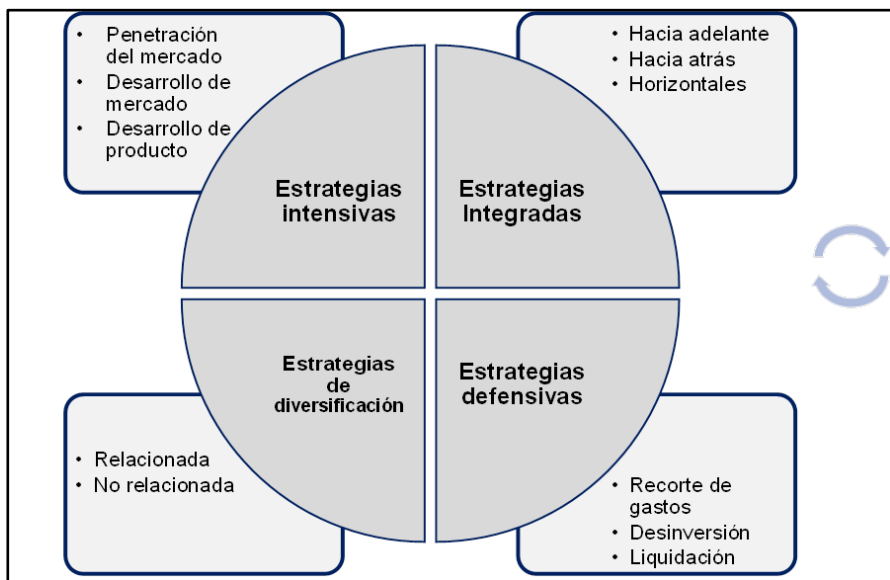 • Penetración
del mercado
• Desarrollo de
mercado
• Desarrollo de
producto
• Hacia adelante
• Hacia atrás
• Horizontales
Estrategias
intensivas
Estrategias
Integradas
Estrategias
de
diversificación
Estrategias
defensivas
• Relacionada
• No relacionada
• Recorte de
gastos
• Desinversión
• Liquidación